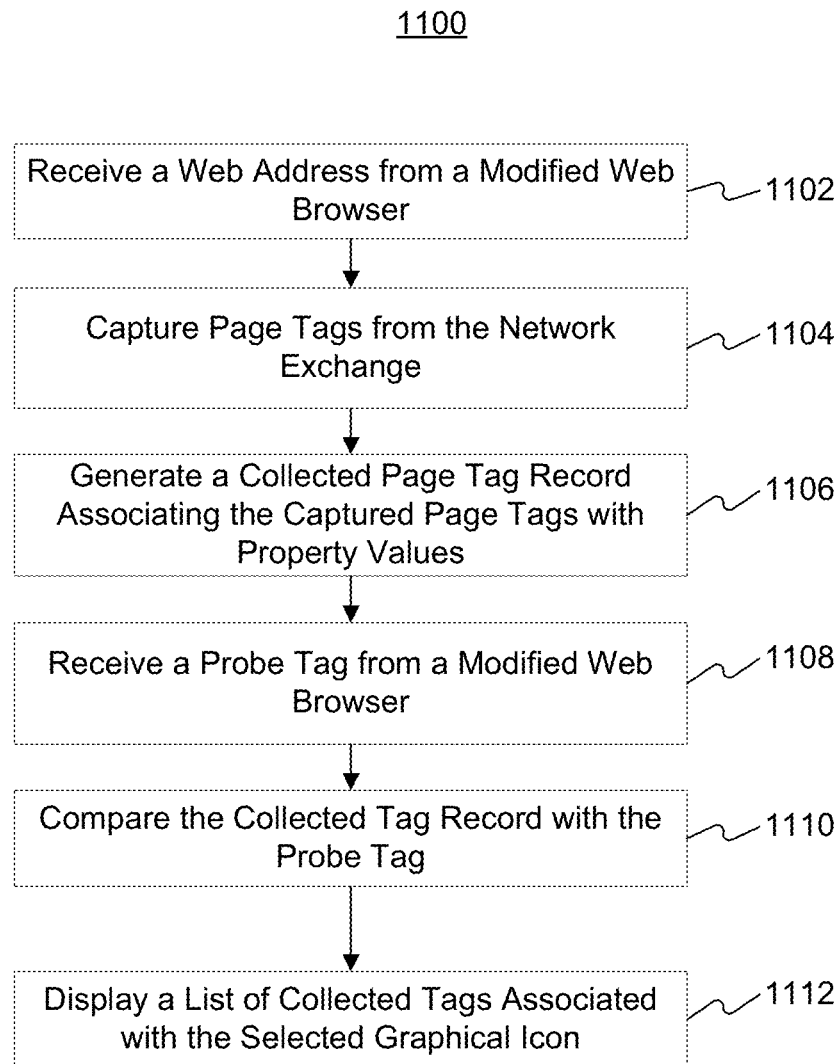 1100
Receive a Web Address from a Modified Web
Browser
1102
Capture Page Tags from the Network
Exchange
1104
Generate a Collected Page Tag Record
Associating the Captured Page Tags with
Property Values
1106
Receive a Probe Tag from a Modified Web
Browser
1108
Compare the Collected Tag Record with the
Probe Tag
1110
Display a List of Collected Tags Associated
with the Selected Graphical Icon
1112